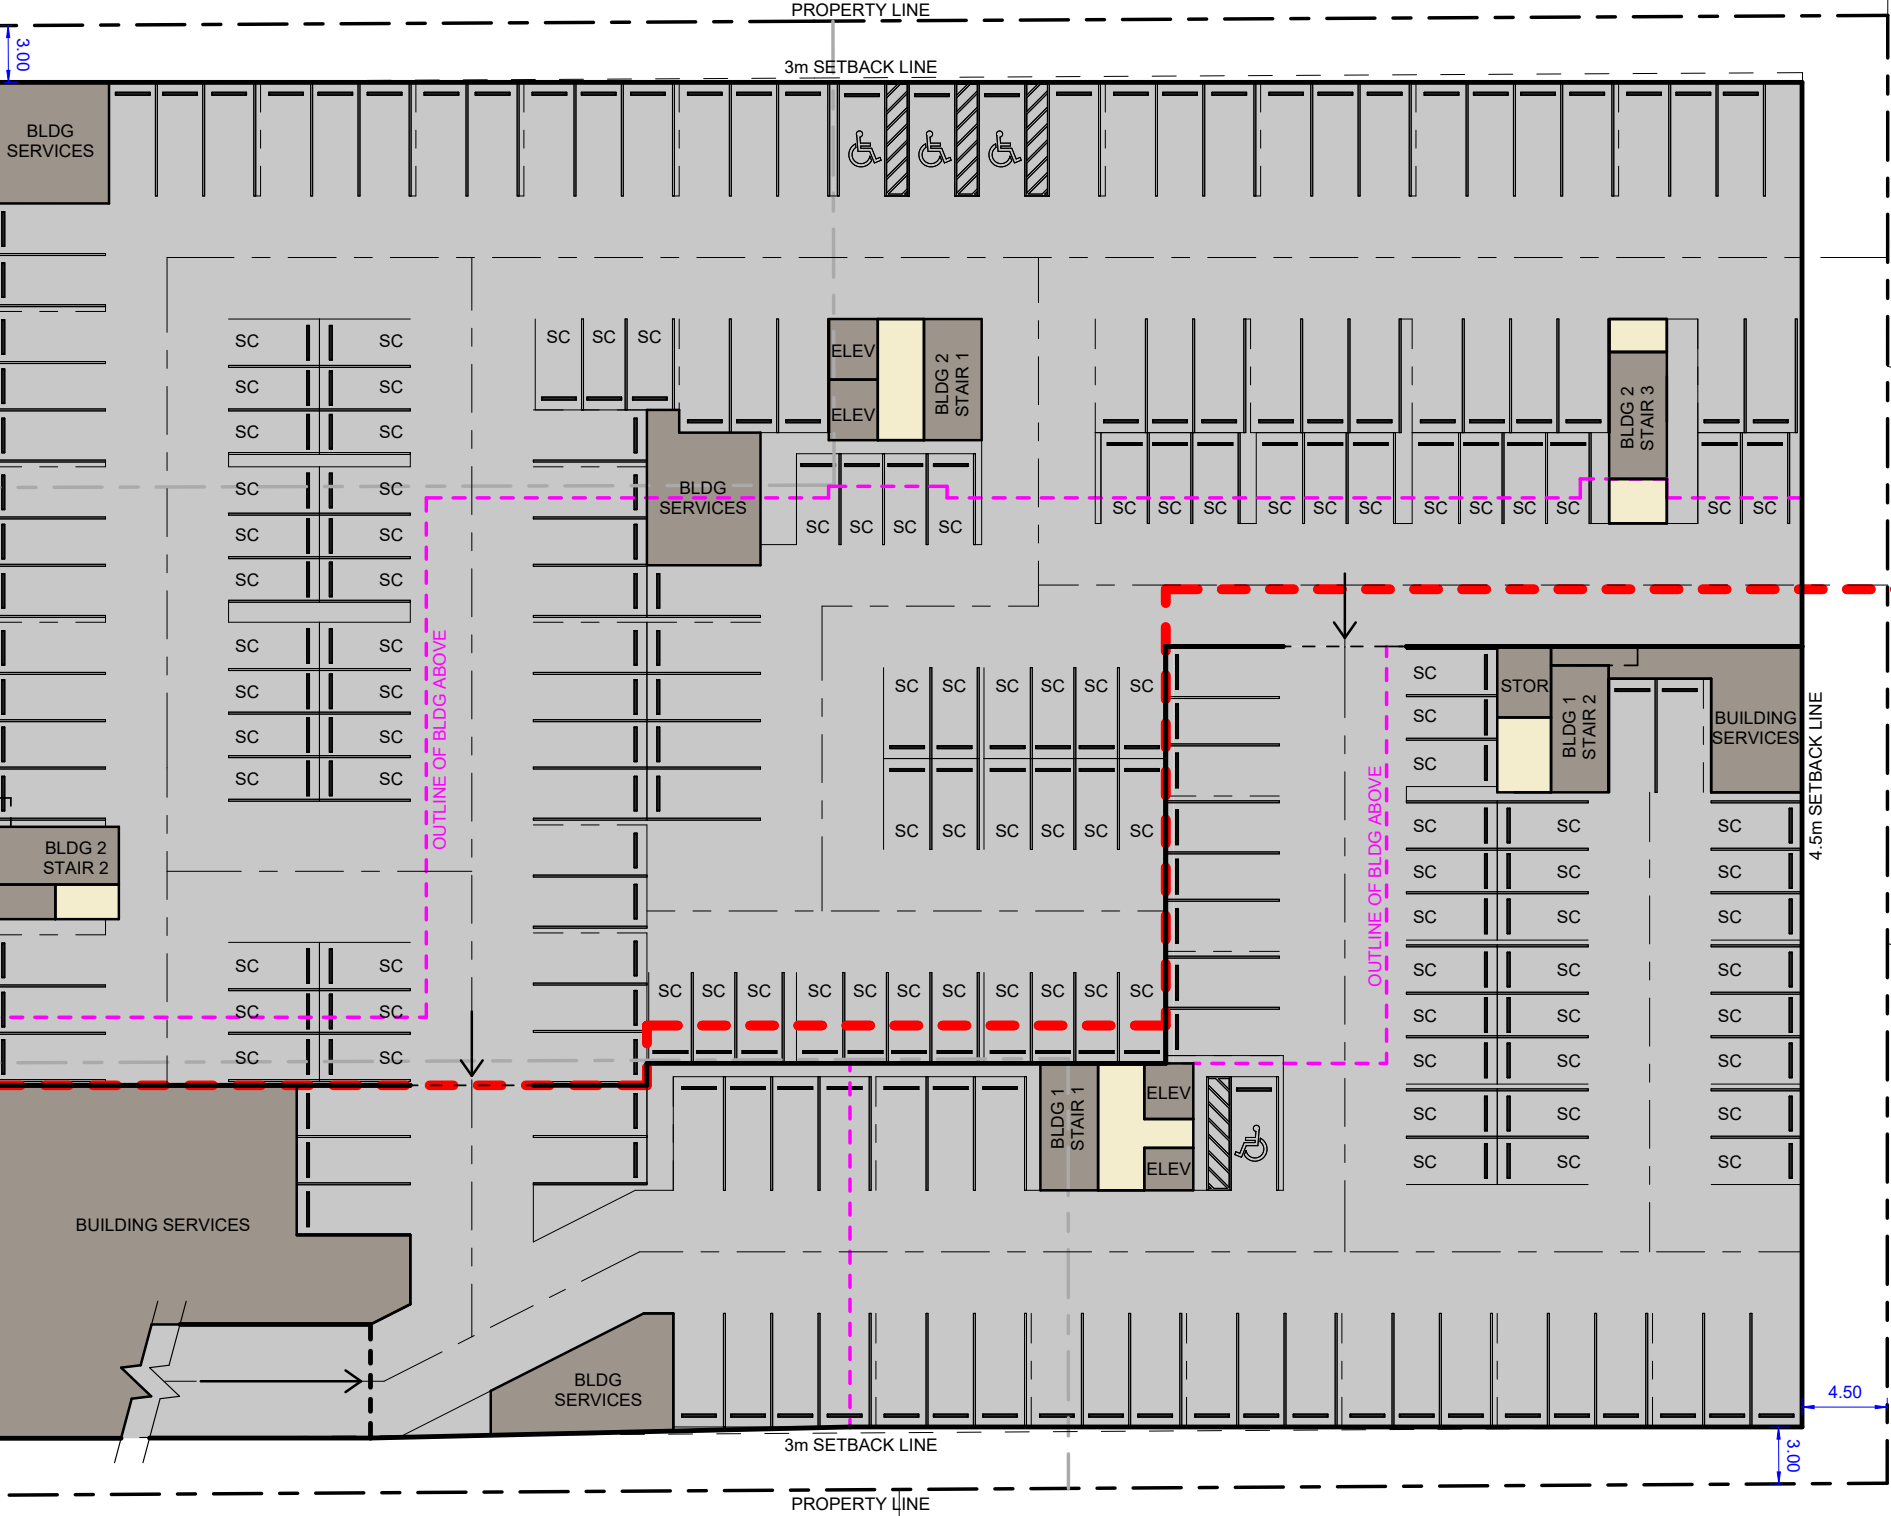 PROPERTY LINE
3.00
3m SETBACK LINE
BLDG
SERVICES
SC SC SC SC SC
ELEV
BLDG 2
STAIR 1
BLDG 2
STAIR 3
SC SC
ELEV
SC SC
BLDG
SERVICES
SC SC
SC SC SC SC SC SC SC SC SC SC SC SC
SC SC SC SC
SC SC
SC SC
OUTLINE OF BLDG ABOVE
SC SC
SC SC
SC SC
SC SC
SC SC SC SC SC SC
SC SC SC SC SC SC
SC
SC
SC
STOR
BLDG 1
STAIR 2
BUILDING
SERVICES
4.5m SETBACK LINE
OUTLINE OF BLDG ABOVE
BLDG 2
STAIR 2
SC SC SC
SC SC SC
SC SC SC
SC SC SC
SC SC SC
SC SC SC
SC SC SC
SC SC SC
SC SC
SC SC
SC SC
SC SC SC SC SC SC SC SC SC SC SC
BLDG 1
STAIR 1
ELEV
ELEV
BUILDING SERVICES
BLDG
SERVICES
4.50
3.00
3m SETBACK LINE
PROPERTY LINE